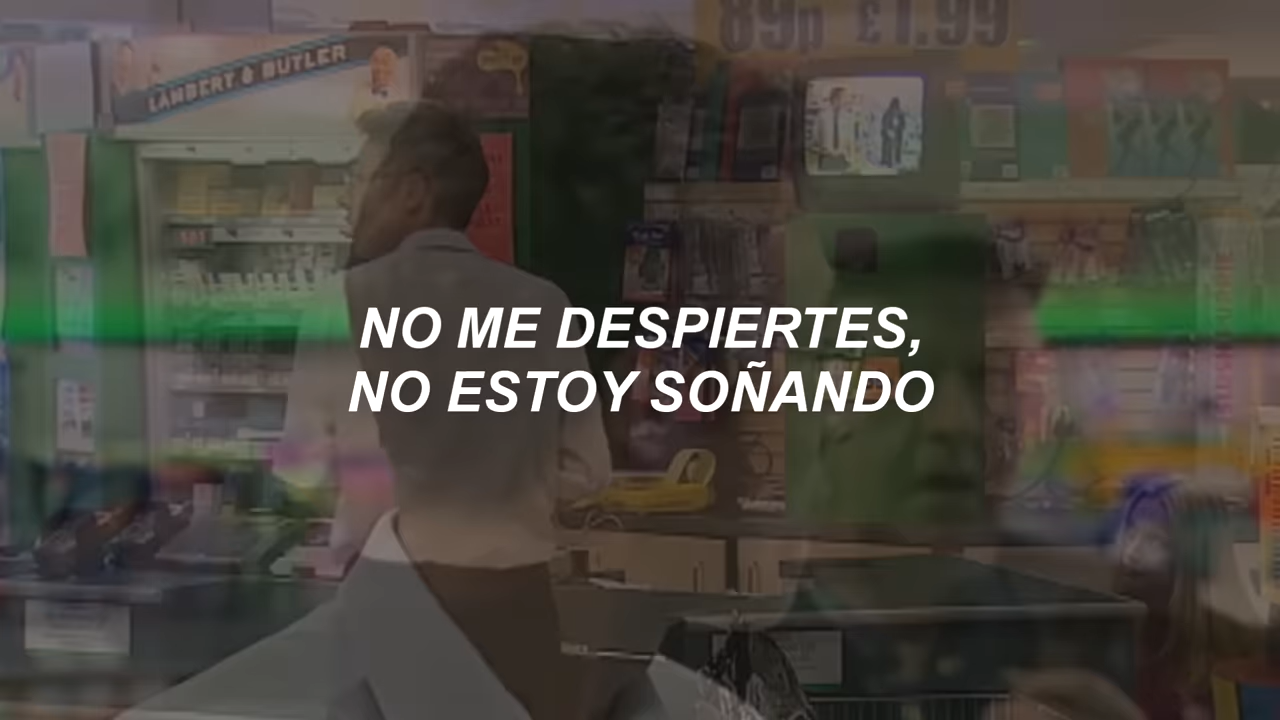 89p £1.99
LAMBERT & BUTLER
NO ME DESPIERTES,
NO ESTOY SOÑANDO